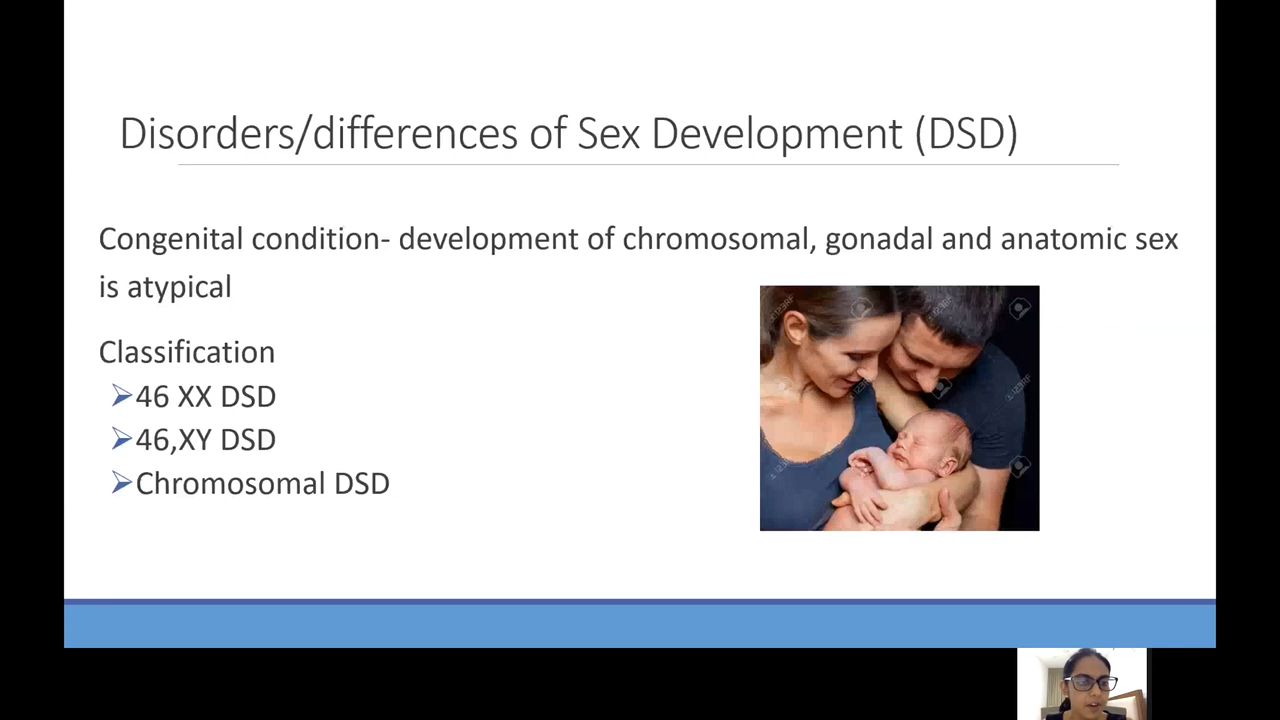 Disorders/differences of Sex Development (DSD)
Congenital condition- development of chromosomal, gonadal and anatomic sex
is atypical
Classification
➢46 XX DSD
➢46,XY DSD
➢Chromosomal DSD